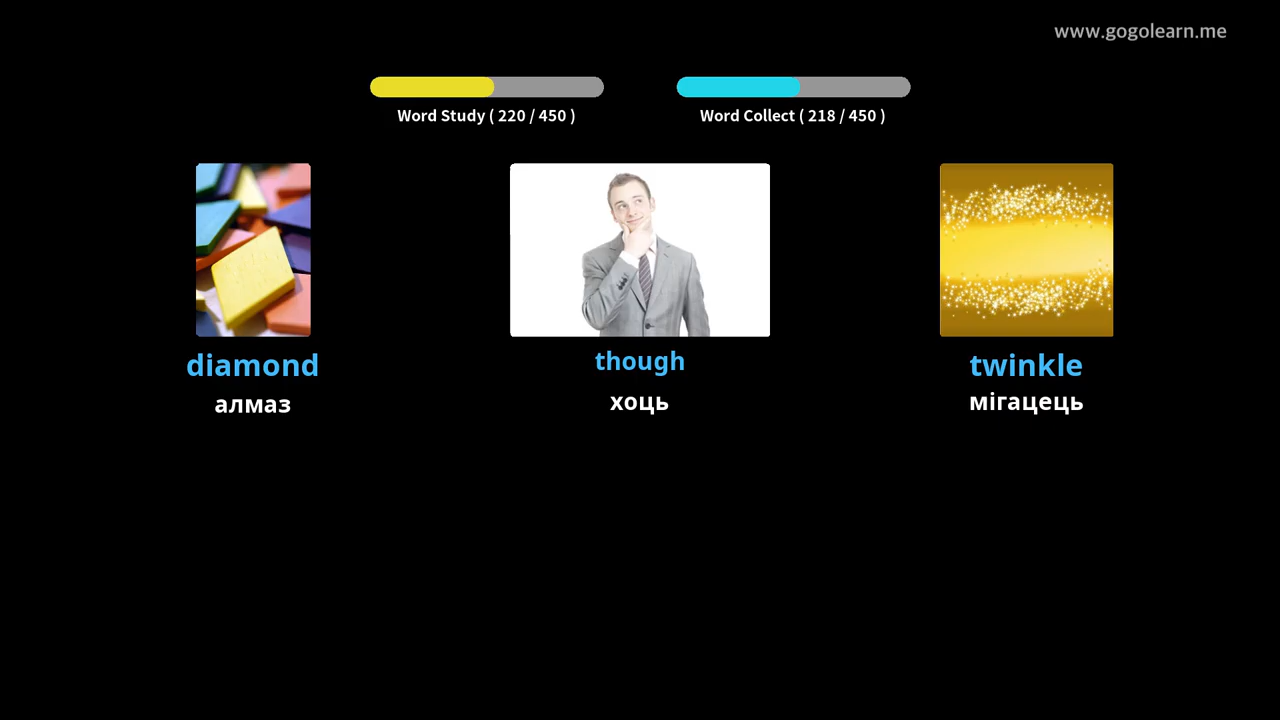 www.gogolearn.me
Word Study ( 220 / 450 )
Word Collect ( 218 / 450 )
diamond
алмаз
though
хоць
twinkle
мігацець